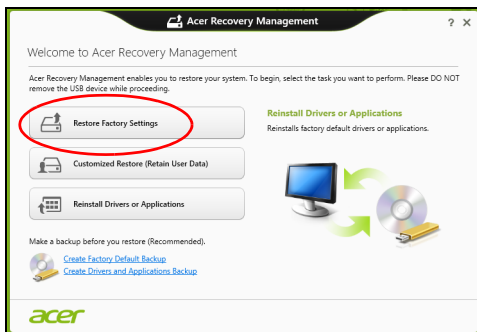 Acer Recovery Management
? X
Welcome to Acer Recovery Management
Acer Recovery Management enables you to restore your system. To begin, select the task you want to perform. Please DO NOT
remove the USB device while proceeding.
Restore Factory Settings
Customized Restore (Retain User Data)
Reinstall Drivers or Applications
Reinstall Drivers or Applications
Reinstalls factory default drivers or applications.
Make a backup before you restore (Recommended).
Create Factory Default Backup
Create Drivers and Applications Backup
acer